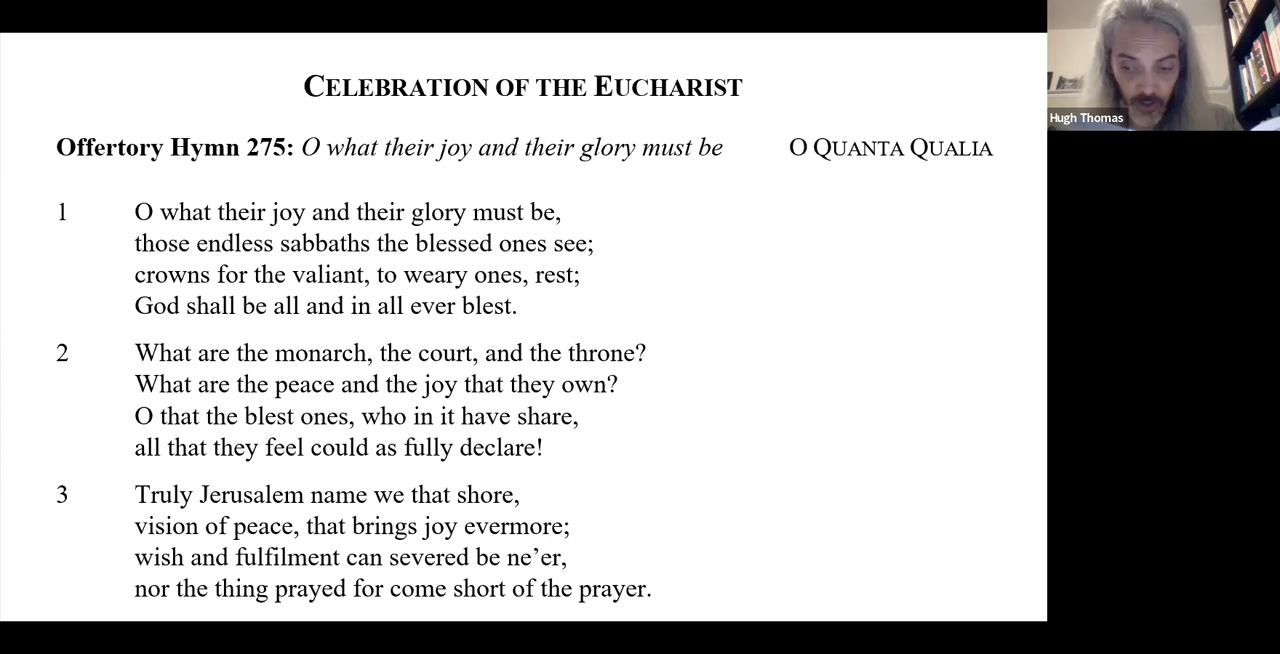 CELEBRATION OF THE EUCHARIST
Offertory Hymn 275: O what their joy and their glory must be O QUANTA QUALIA
1 O what their joy and their glory must be,
those endless sabbaths the blessed ones see;
crowns for the valiant, to weary ones, rest;
God shall be all and in all ever blest.
2 What are the monarch, the court, and the throne?
What are the peace and the joy that they own?
O that the blest ones, who in it have share,
all that they feel could as fully declare!
3 Truly Jerusalem name we that shore,
vision of peace, that brings joy evermore;
wish and fulfilment can severed be ne’er,
nor the thing prayed for come short of the prayer.
Hugh Thomas